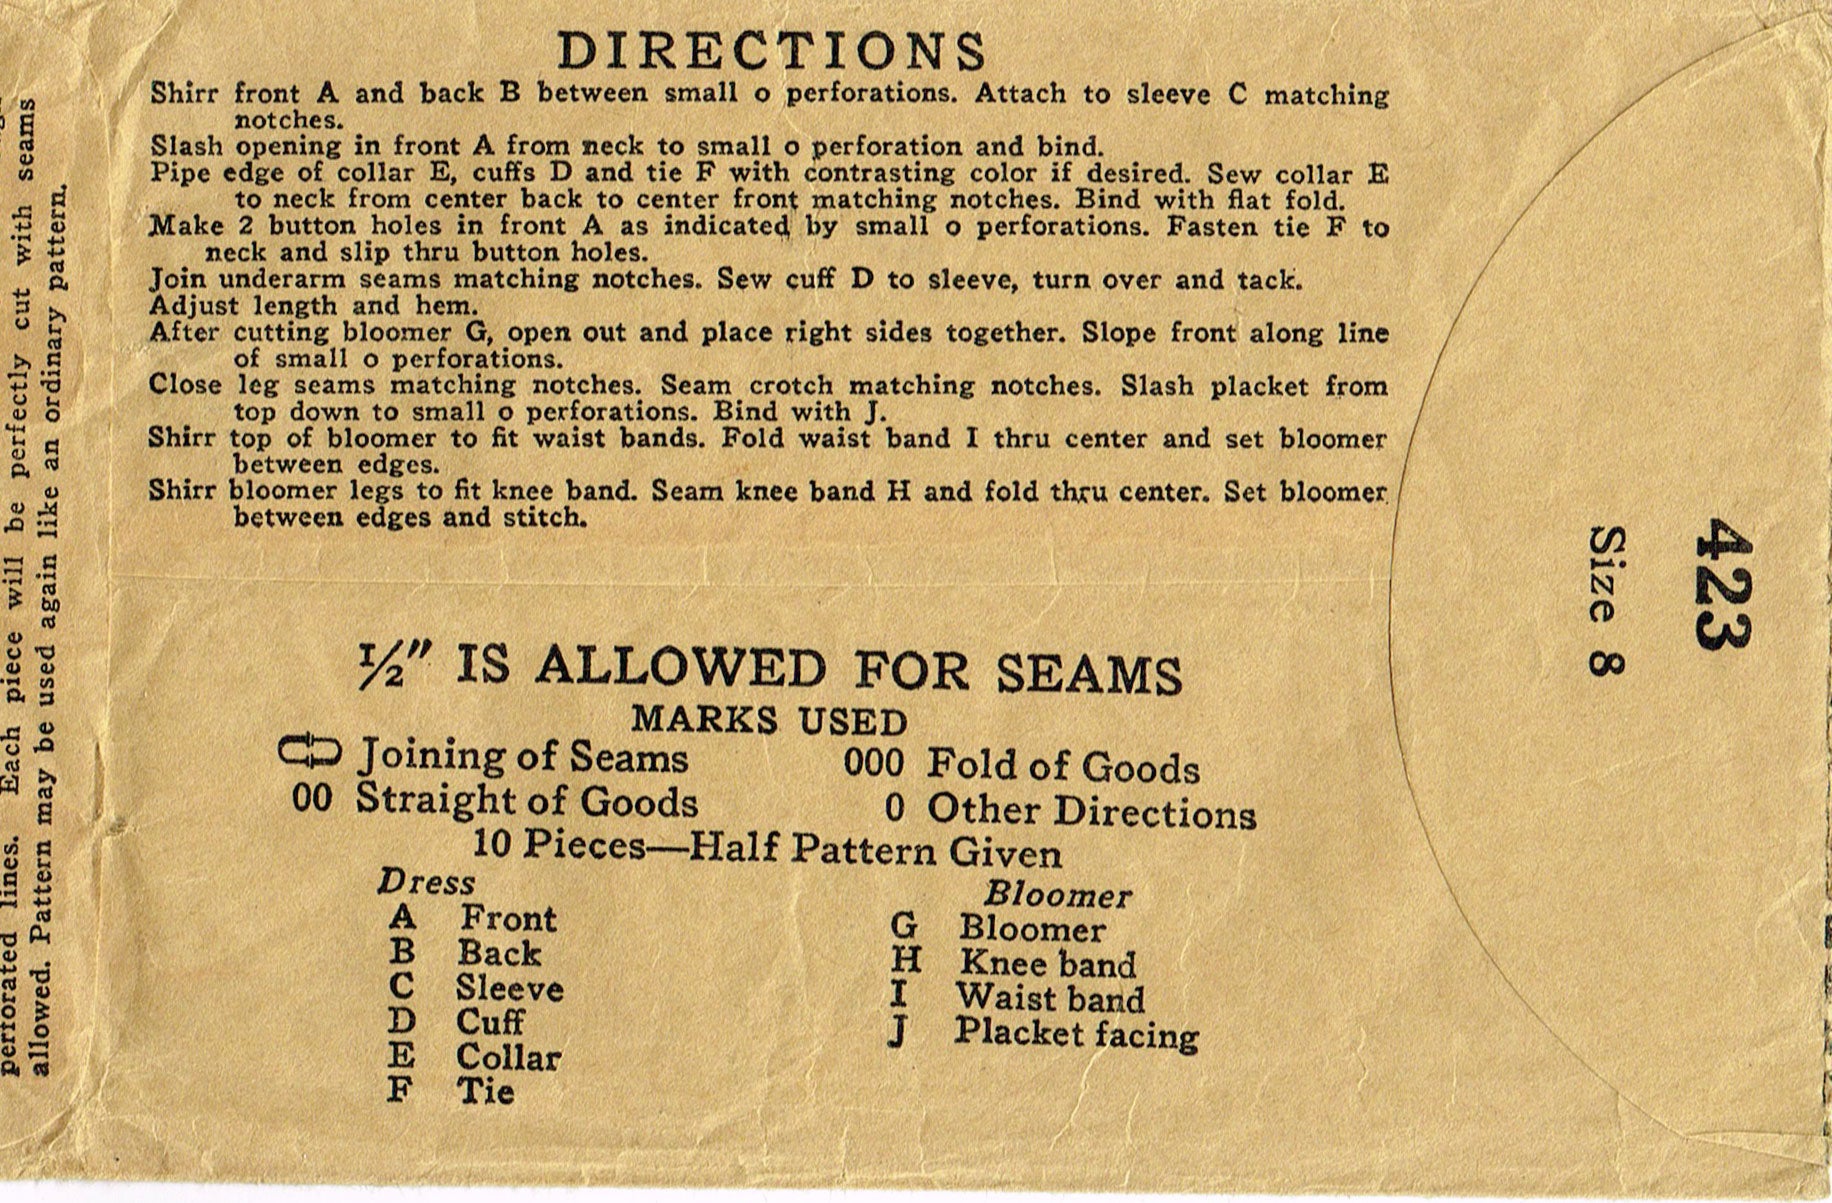 DIRECTIONS
Shirr front A and back B between small o perforations. Attach to sleeve C matching
notches.
Slash opening in front A from neck to small o perforation and bind.
Pipe edge of collar E, cuffs D and tie F with contrasting color if desired. Sew collar E
to neck from center back to center front matching notches. Bind with flat fold.
Make 2 button holes in front A as indicated by small o perforations. Fasten tie F to
neck and slip thru button holes.
Join underarm seams matching notches. Sew cuff D to sleeve, turn over and tack.
Adjust length and hem.
After cutting bloomer G, open out and place right sides together. Slope front along line
of small o perforations.
Close leg seams matching notches. Seam crotch matching notches. Slash placket from
top down to small o perforations. Bind with J.
Shirr top of bloomer to fit waist bands. Fold waist band I thru center and set bloomer
between edges.
Shirr bloomer legs to fit knee band. Seam knee band H and fold thru center. Set bloomer
between edges and stitch.
½" IS ALLOWED FOR SEAMS
MARKS USED
Joining of Seams 000 Fold of Goods
00 Straight of Goods 0 Other Directions
10 Pieces—Half Pattern Given
Dress Bloomer
A Front G Bloomer
B Back H Knee band
C Sleeve I Waist band
D Cuff J Placket facing
E Collar
F Tie
perforated lines. Each piece will be perfectly cut with seams
allowed. Pattern may be used again like an ordinary pattern.
423
Size 8